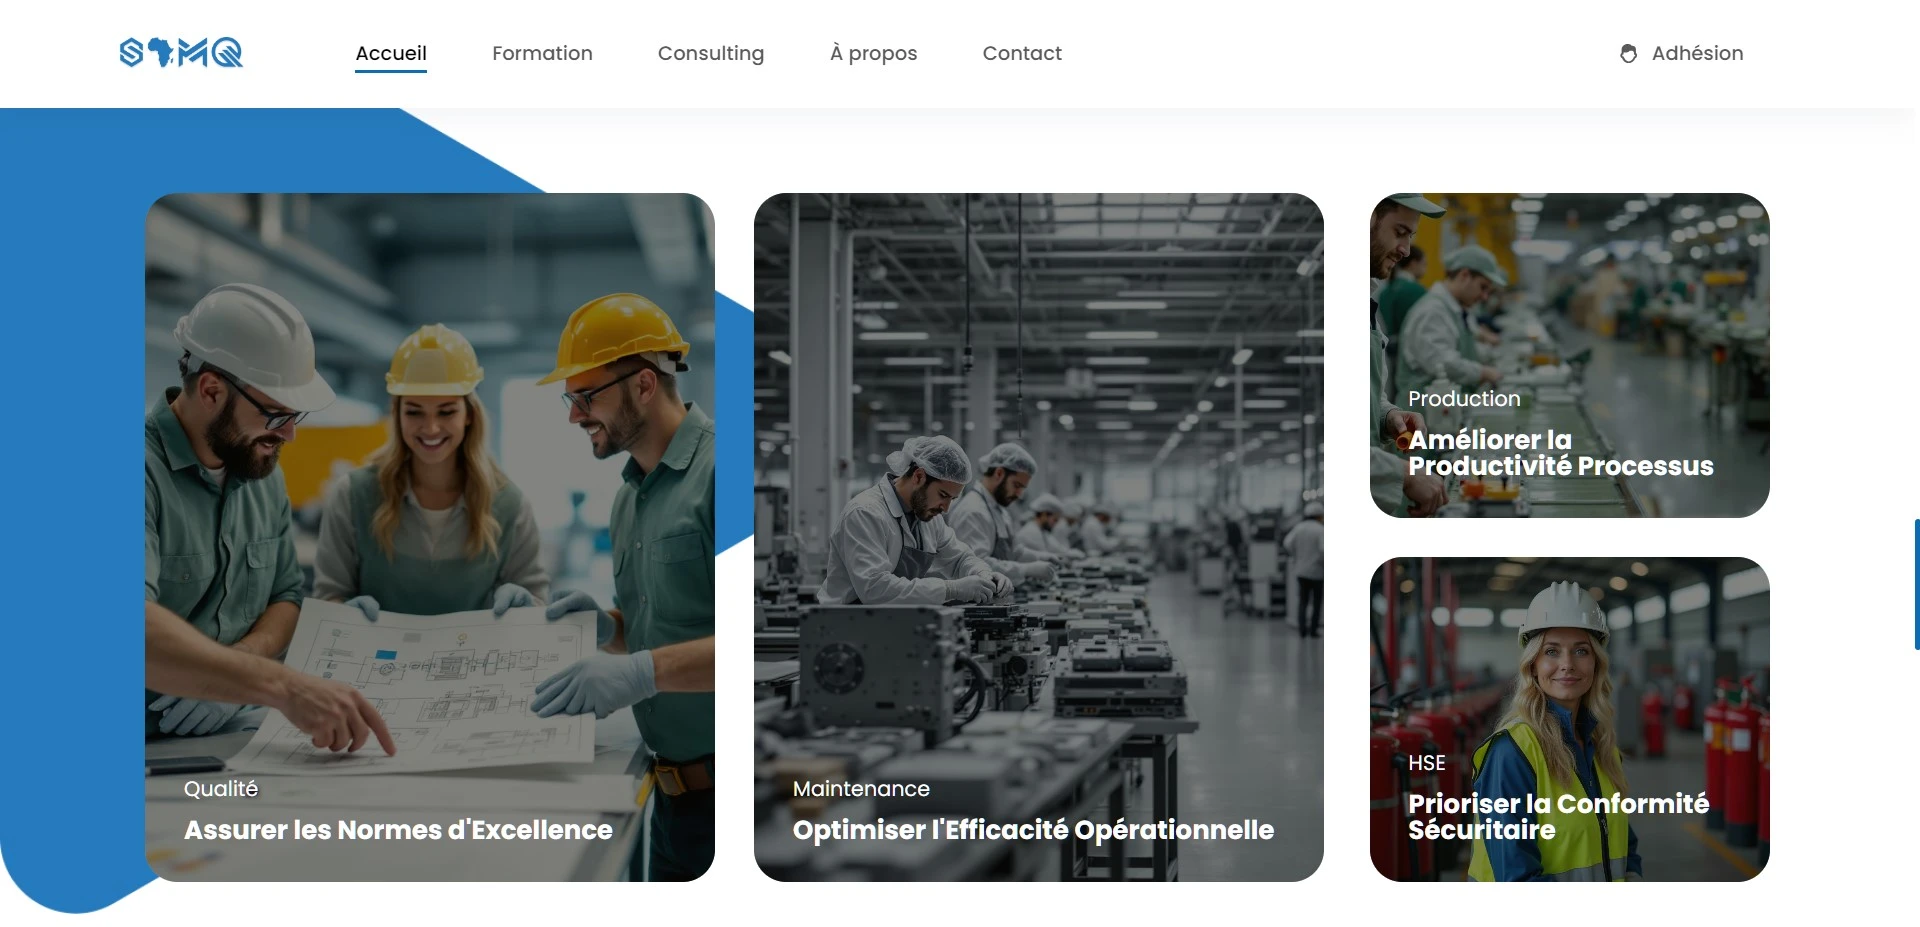 SAMQ
Accueil
Formation
Consulting
À propos
Contact
Adhésion
Qualité
Assurer les Normes d'Excellence
Maintenance
Optimiser l'Efficacité Opérationnelle
Production
Améliorer la
Productivité Processus
HSE
Prioriser la Conformité
Sécuritaire